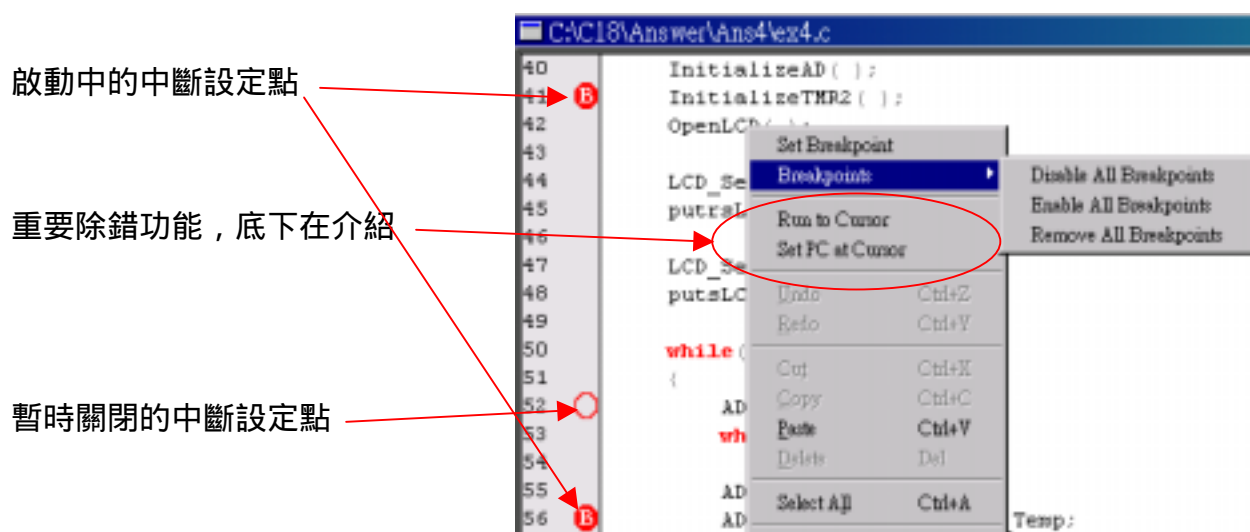 C:\C18\Answer\Ans4\ex4.c
啟動中的中斷設定點
重要除錯功能，底下在介紹
暫時關閉的中斷設定點
40 InitializeAD( );
41 B InitializeTMR2( );
42 OpenLCD( );
43
44 LCD_Se
45 putrsL
46
47 LCD_Se
48 putsLC
49
50 while(
51 {
52 AD
53 wh
54
55 AD
56 B AD _Temp;
Set Breakpoint
Breakpoints
Run to Cursor
Set PC at Cursor
Undo Ctrl+Z
Redo Ctrl+Y
Cut Ctrl+X
Copy Ctrl+C
Paste Ctrl+V
Delete Del
Select All Ctrl+A
Disable All Breakpoints
Enable All Breakpoints
Remove All Breakpoints